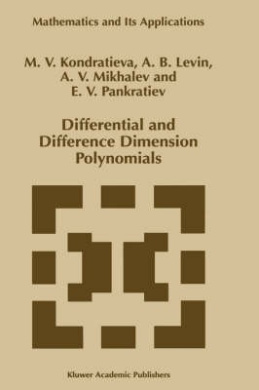 Mathematics and Its Applications
M. V. Kondratieva, A. B. Levin,
A. V. Mikhalev and
E. V. Pankratiev
Differential and
Difference Dimension
Polynomials
Kluwer Academic Publishers